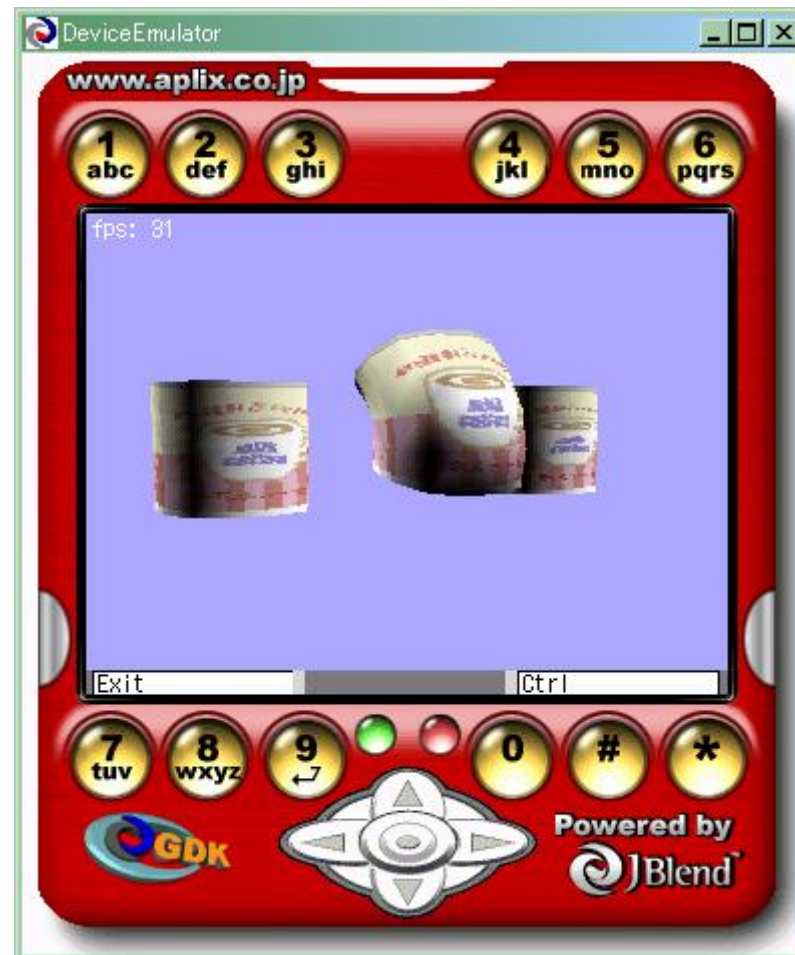 DeviceEmulator
www.aplix.co.jp
1 abc
2 def
3 ghi
4 jkl
5 mno
6 pqrs
fps: 31
Exit
Ctrl
7 tuv
8 wxyz
9
0
#
*
GDK
Powered by
JBlend™